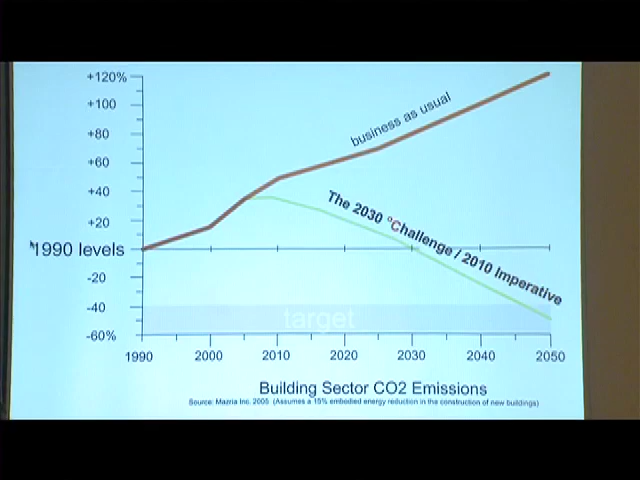 +120%
+100
+80
+60
+40
+20
1990 levels
-20
-40
-60%
business as usual
The 2030 °Challenge / 2010 Imperative
target
1990 2000 2010 2020 2030 2040 2050
Building Sector CO2 Emissions
Source: Mazria Inc. 2005 (Assumes a 15% embodied energy reduction in the construction of new buildings)